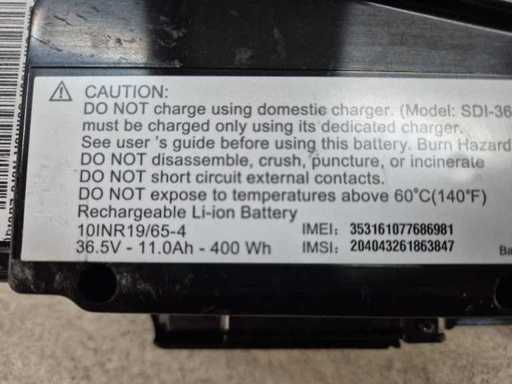 CAUTION:
DO NOT charge using domestic charger. (Model: SDI-36
must be charged only using its dedicated charger.
See user 's guide before using this battery. Burn Hazard
DO NOT disassemble, crush, puncture, or incinerate
DO NOT short circuit external contacts.
DO NOT expose to temperatures above 60°C(140°F)
Rechargeable Li-ion Battery
10INR19/65-4 IMEI: 353161077686981
36.5V - 11.0Ah - 400 Wh IMSI: 204043261863847
Ba